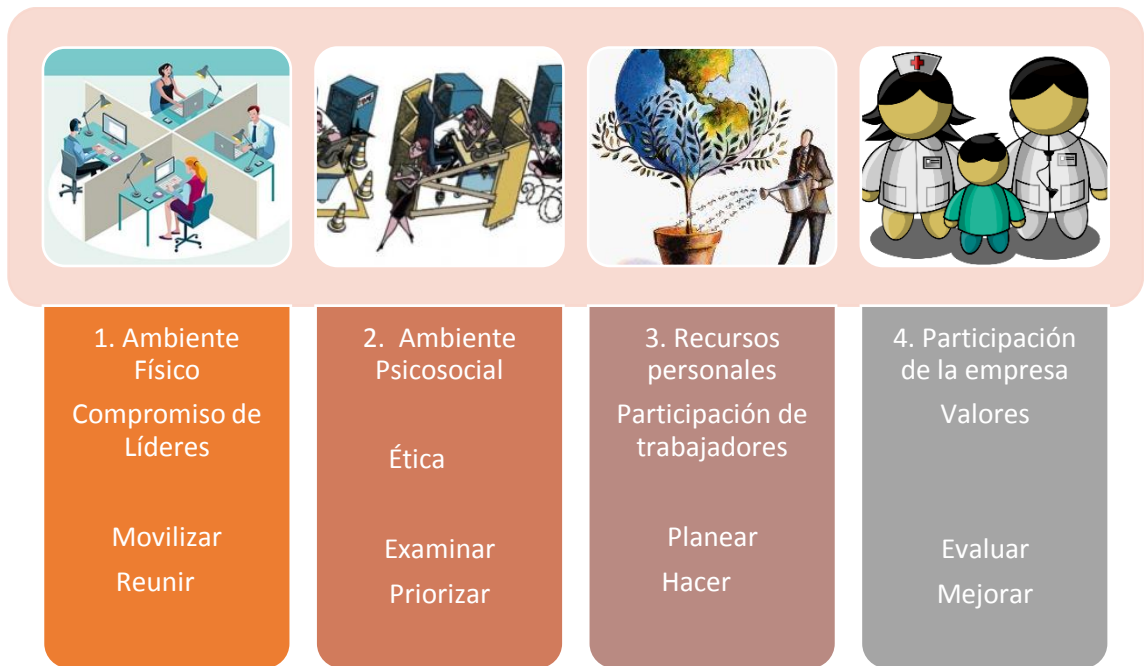 1. Ambiente
Físico
Compromiso de
Líderes
Movilizar
Reunir
2. Ambiente
Psicosocial
Ética
Examinar
Priorizar
3. Recursos
personales
Participación de
trabajadores
Planear
Hacer
4. Participación
de la empresa
Valores
Evaluar
Mejorar